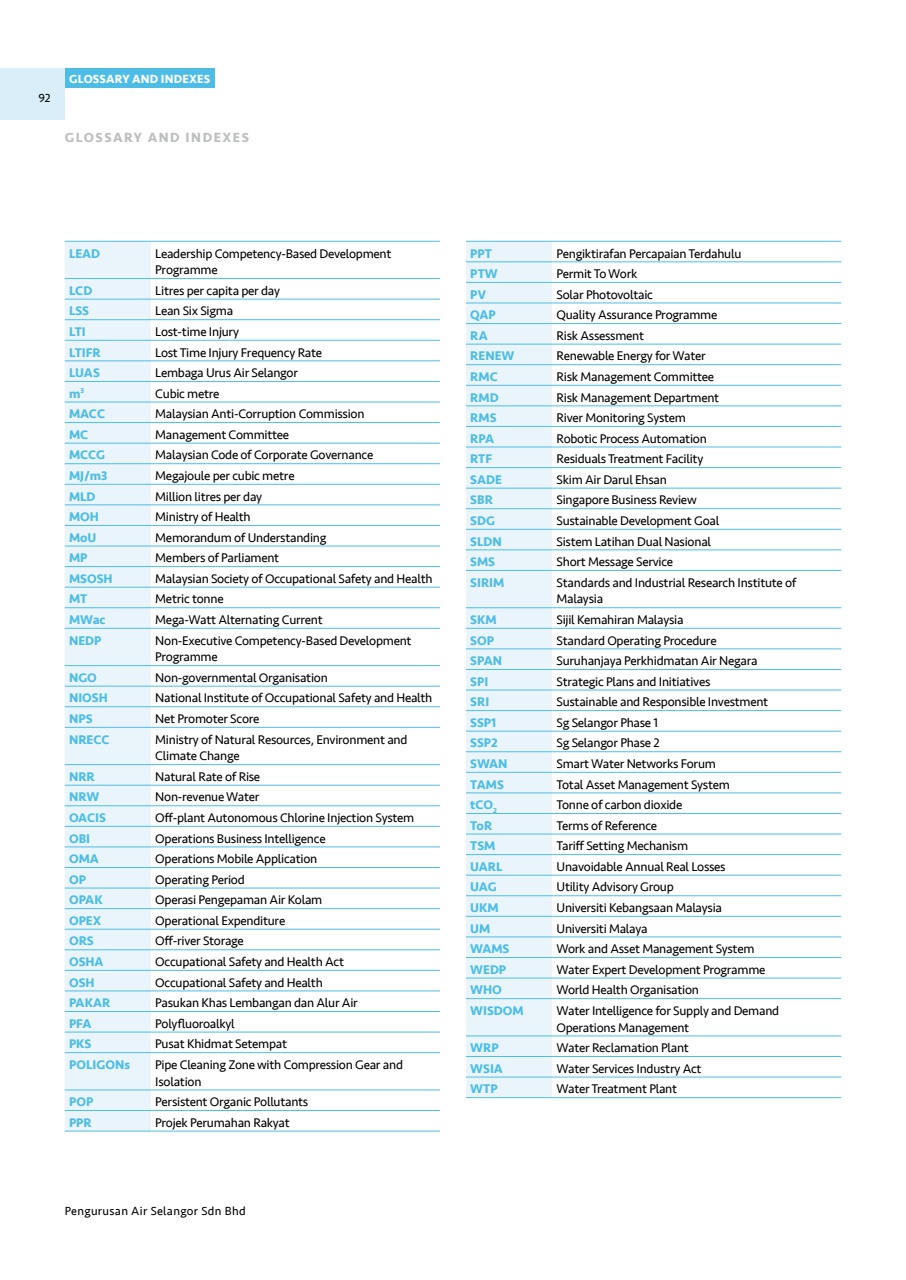 GLOSSARY AND INDEXES
92
GLOSSARY AND INDEXES
LEAD Leadership Competency-Based Development
Programme
LCD Litres per capita per day
LSS Lean Six Sigma
LTI Lost-time Injury
LTIFR Lost Time Injury Frequency Rate
LUAS Lembaga Urus Air Selangor
m³ Cubic metre
MACC Malaysian Anti-Corruption Commission
MC Management Committee
MCCG Malaysian Code of Corporate Governance
MJ/m3 Megajoule per cubic metre
MLD Million litres per day
MOH Ministry of Health
MoU Memorandum of Understanding
MP Members of Parliament
MSOSH Malaysian Society of Occupational Safety and Health
MT Metric tonne
MWac Mega-Watt Alternating Current
NEDP Non-Executive Competency-Based Development
Programme
NGO Non-governmental Organisation
NIOSH National Institute of Occupational Safety and Health
NPS Net Promoter Score
NRECC Ministry of Natural Resources, Environment and
Climate Change
NRR Natural Rate of Rise
NRW Non-revenue Water
OACIS Off-plant Autonomous Chlorine Injection System
OBI Operations Business Intelligence
OMA Operations Mobile Application
OP Operating Period
OPAK Operasi Pengepaman Air Kolam
OPEX Operational Expenditure
ORS Off-river Storage
OSHA Occupational Safety and Health Act
OSH Occupational Safety and Health
PAKAR Pasukan Khas Lembangan dan Alur Air
PFA Polyfluoroalkyl
PKS Pusat Khidmat Setempat
POLIGONs Pipe Cleaning Zone with Compression Gear and
Isolation
POP Persistent Organic Pollutants
PPR Projek Perumahan Rakyat
PPT Pengiktirafan Percapaian Terdahulu
PTW Permit To Work
PV Solar Photovoltaic
QAP Quality Assurance Programme
RA Risk Assessment
RENEW Renewable Energy for Water
RMC Risk Management Committee
RMD Risk Management Department
RMS River Monitoring System
RPA Robotic Process Automation
RTF Residuals Treatment Facility
SADE Skim Air Darul Ehsan
SBR Singapore Business Review
SDG Sustainable Development Goal
SLDN Sistem Latihan Dual Nasional
SMS Short Message Service
SIRIM Standards and Industrial Research Institute of
Malaysia
SKM Sijil Kemahiran Malaysia
SOP Standard Operating Procedure
SPAN Suruhanjaya Perkhidmatan Air Negara
SPI Strategic Plans and Initiatives
SRI Sustainable and Responsible Investment
SSP1 Sg Selangor Phase 1
SSP2 Sg Selangor Phase 2
SWAN Smart Water Networks Forum
TAMS Total Asset Management System
tCO₂ Tonne of carbon dioxide
ToR Terms of Reference
TSM Tariff Setting Mechanism
UARL Unavoidable Annual Real Losses
UAG Utility Advisory Group
UKM Universiti Kebangsaan Malaysia
UM Universiti Malaya
WAMS Work and Asset Management System
WEDP Water Expert Development Programme
WHO World Health Organisation
WISDOM Water Intelligence for Supply and Demand
Operations Management
WRP Water Reclamation Plant
WSIA Water Services Industry Act
WTP Water Treatment Plant
Pengurusan Air Selangor Sdn Bhd